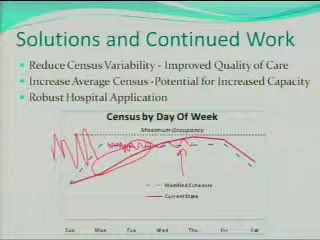 Solutions and Continued Work
Reduce Census Variability - Improved Quality of Care
Increase Average Census -Potential for Increased Capacity
Robust Hospital Application
Census by Day Of Week
Maximum Occupancy
Modified Schedule
Current State
Sun Mon Tue Wed Thu Fri Sat